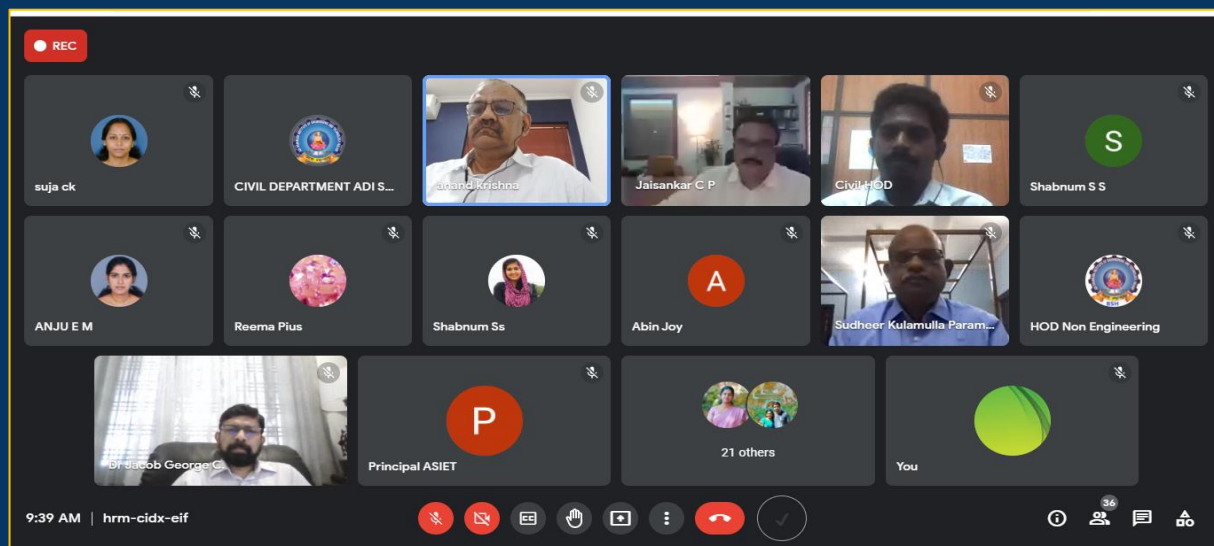 REC
suja ck
CIVIL DEPARTMENT ADI S...
anand krishna
Jaisankar C P
Civil HOD
S
Shabnum S S
ANJU E M
Reema Pius
Shabnum Ss
A
Abin Joy
Sudheer Kulamulla Param...
BSH
HOD Non Engineering
Dr Jacob George C.
P
Principal ASIET
21 others
You
9:39 AM | hrm-cidx-eif
CC
36